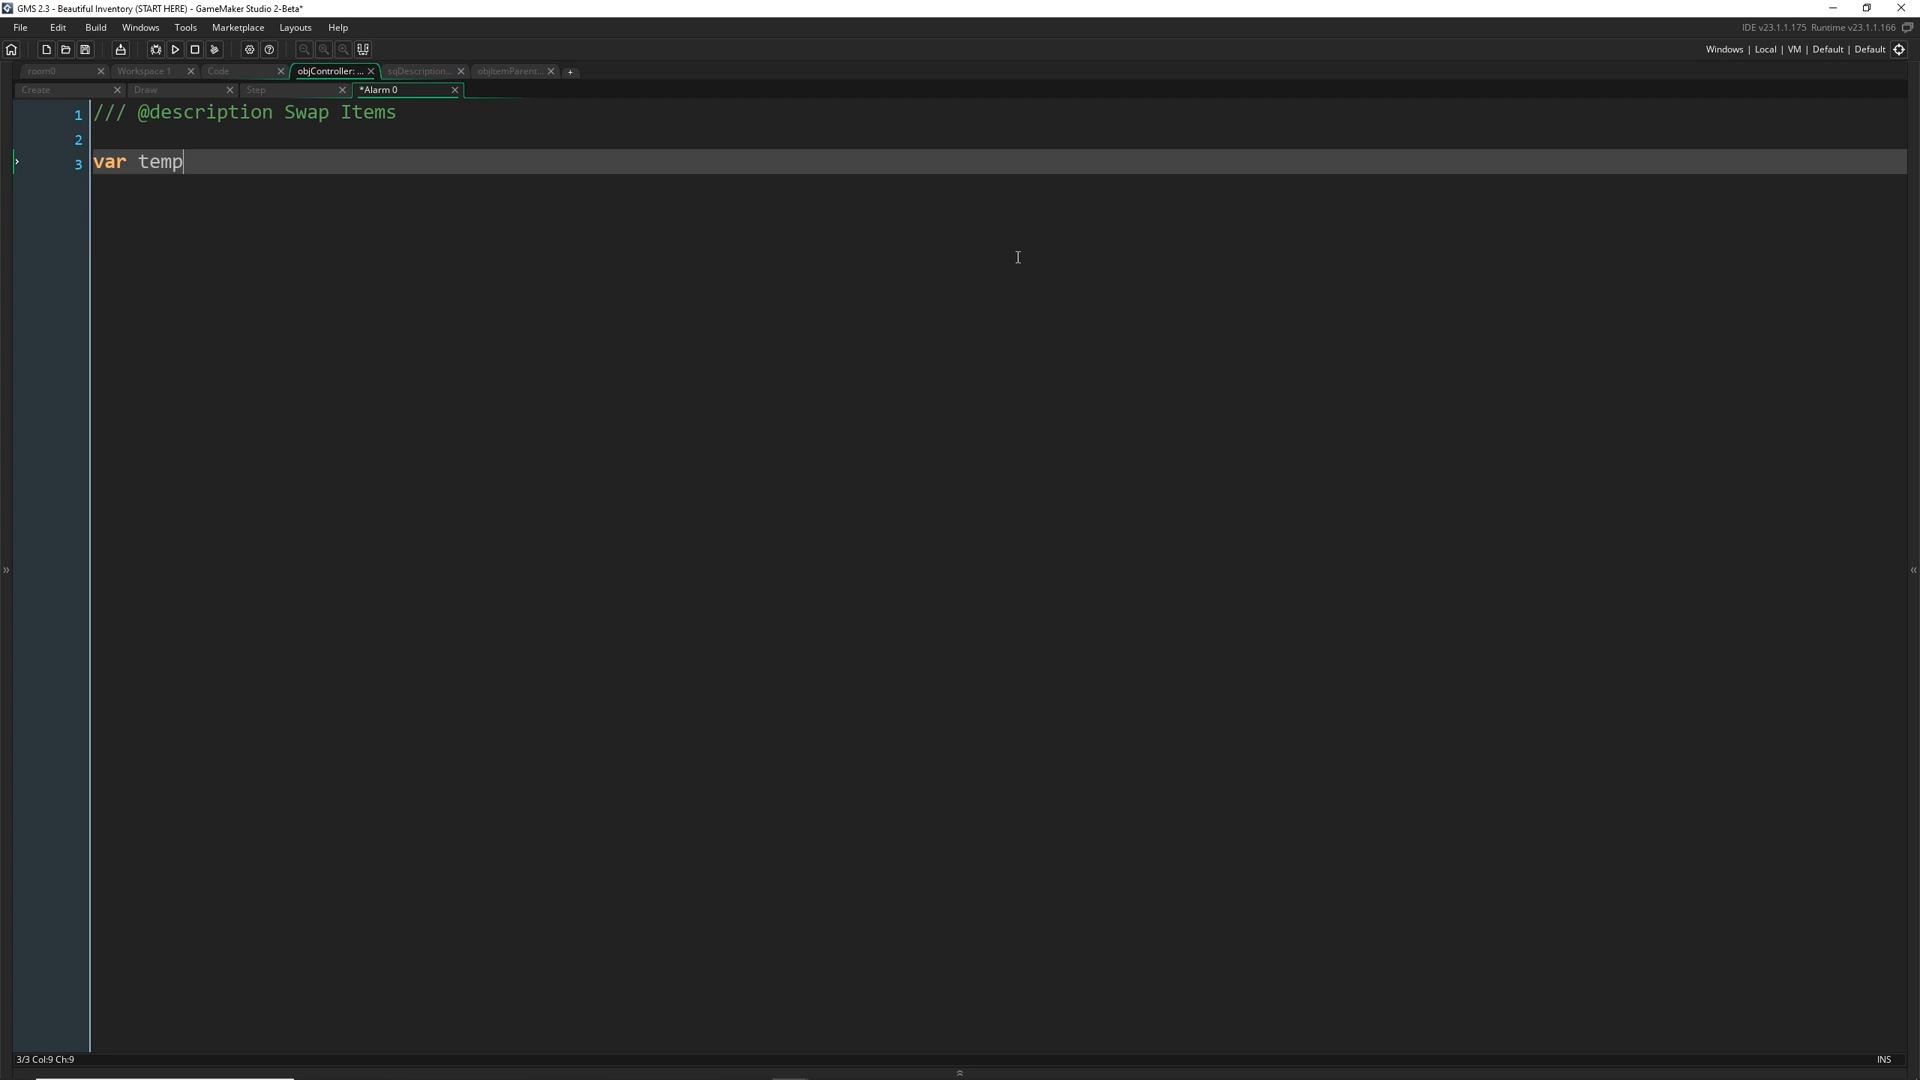 GMS 2.3 - Beautiful Inventory (START HERE) - GameMaker Studio 2-Beta*
File Edit Build Windows Tools Marketplace Layouts Help
IDE v23.1.1.175 Runtime v23.1.1.166
Windows | Local | VM | Default | Default
room0 Workspace 1 Code objController: ... sqDescription... objItemParent...
Create Draw Step *Alarm 0
1 /// @description Swap Items
2
3 var temp
3/3 Col:9 Ch:9 INS